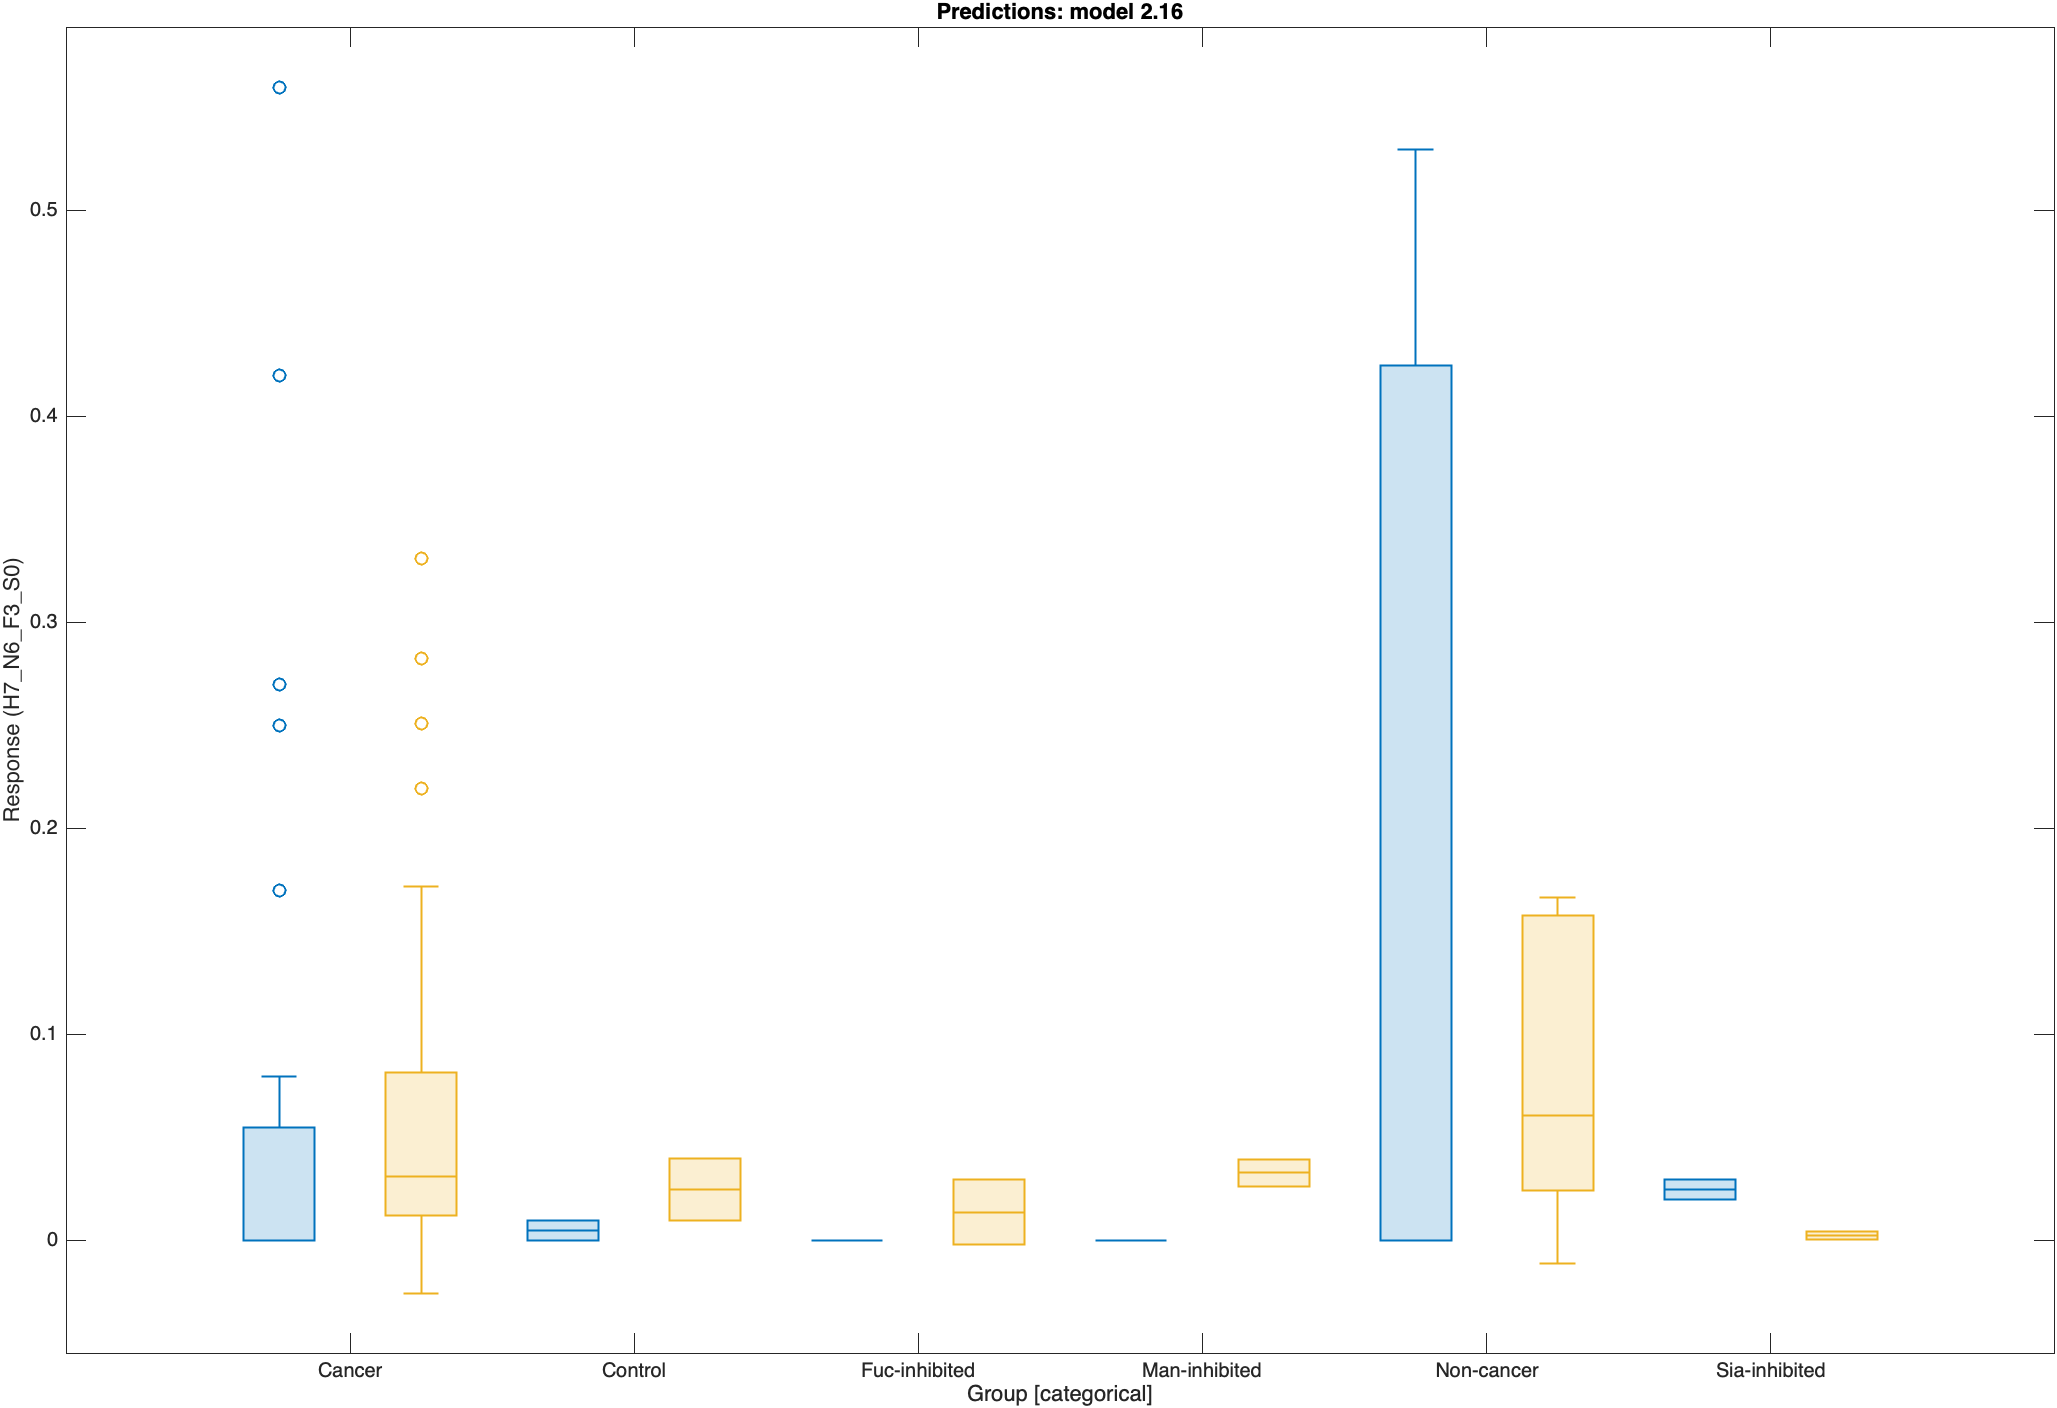 Predictions: model 2.16
Response (H7_N6_F3_S0)
0.5
0.4
0.3
0.2
0.1
0
Cancer Control Fuc-inhibited Man-inhibited Non-cancer Sia-inhibited
Group [categorical]